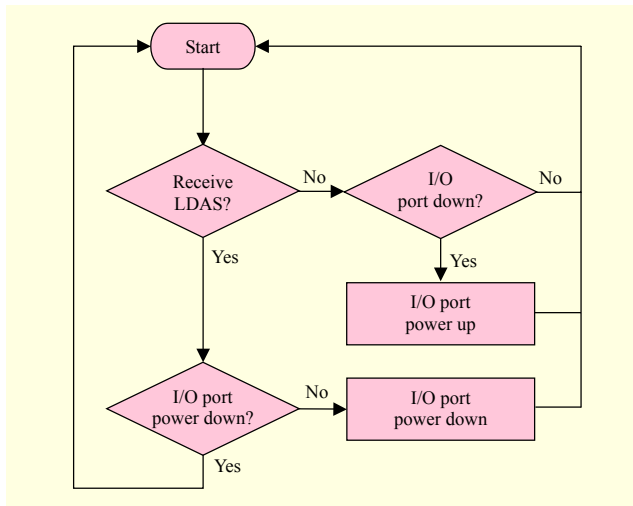 Start
Receive
LDAS?
No
I/O
port down?
No
Yes
Yes
I/O port
power up
I/O port
power down?
No
I/O port
power down
Yes